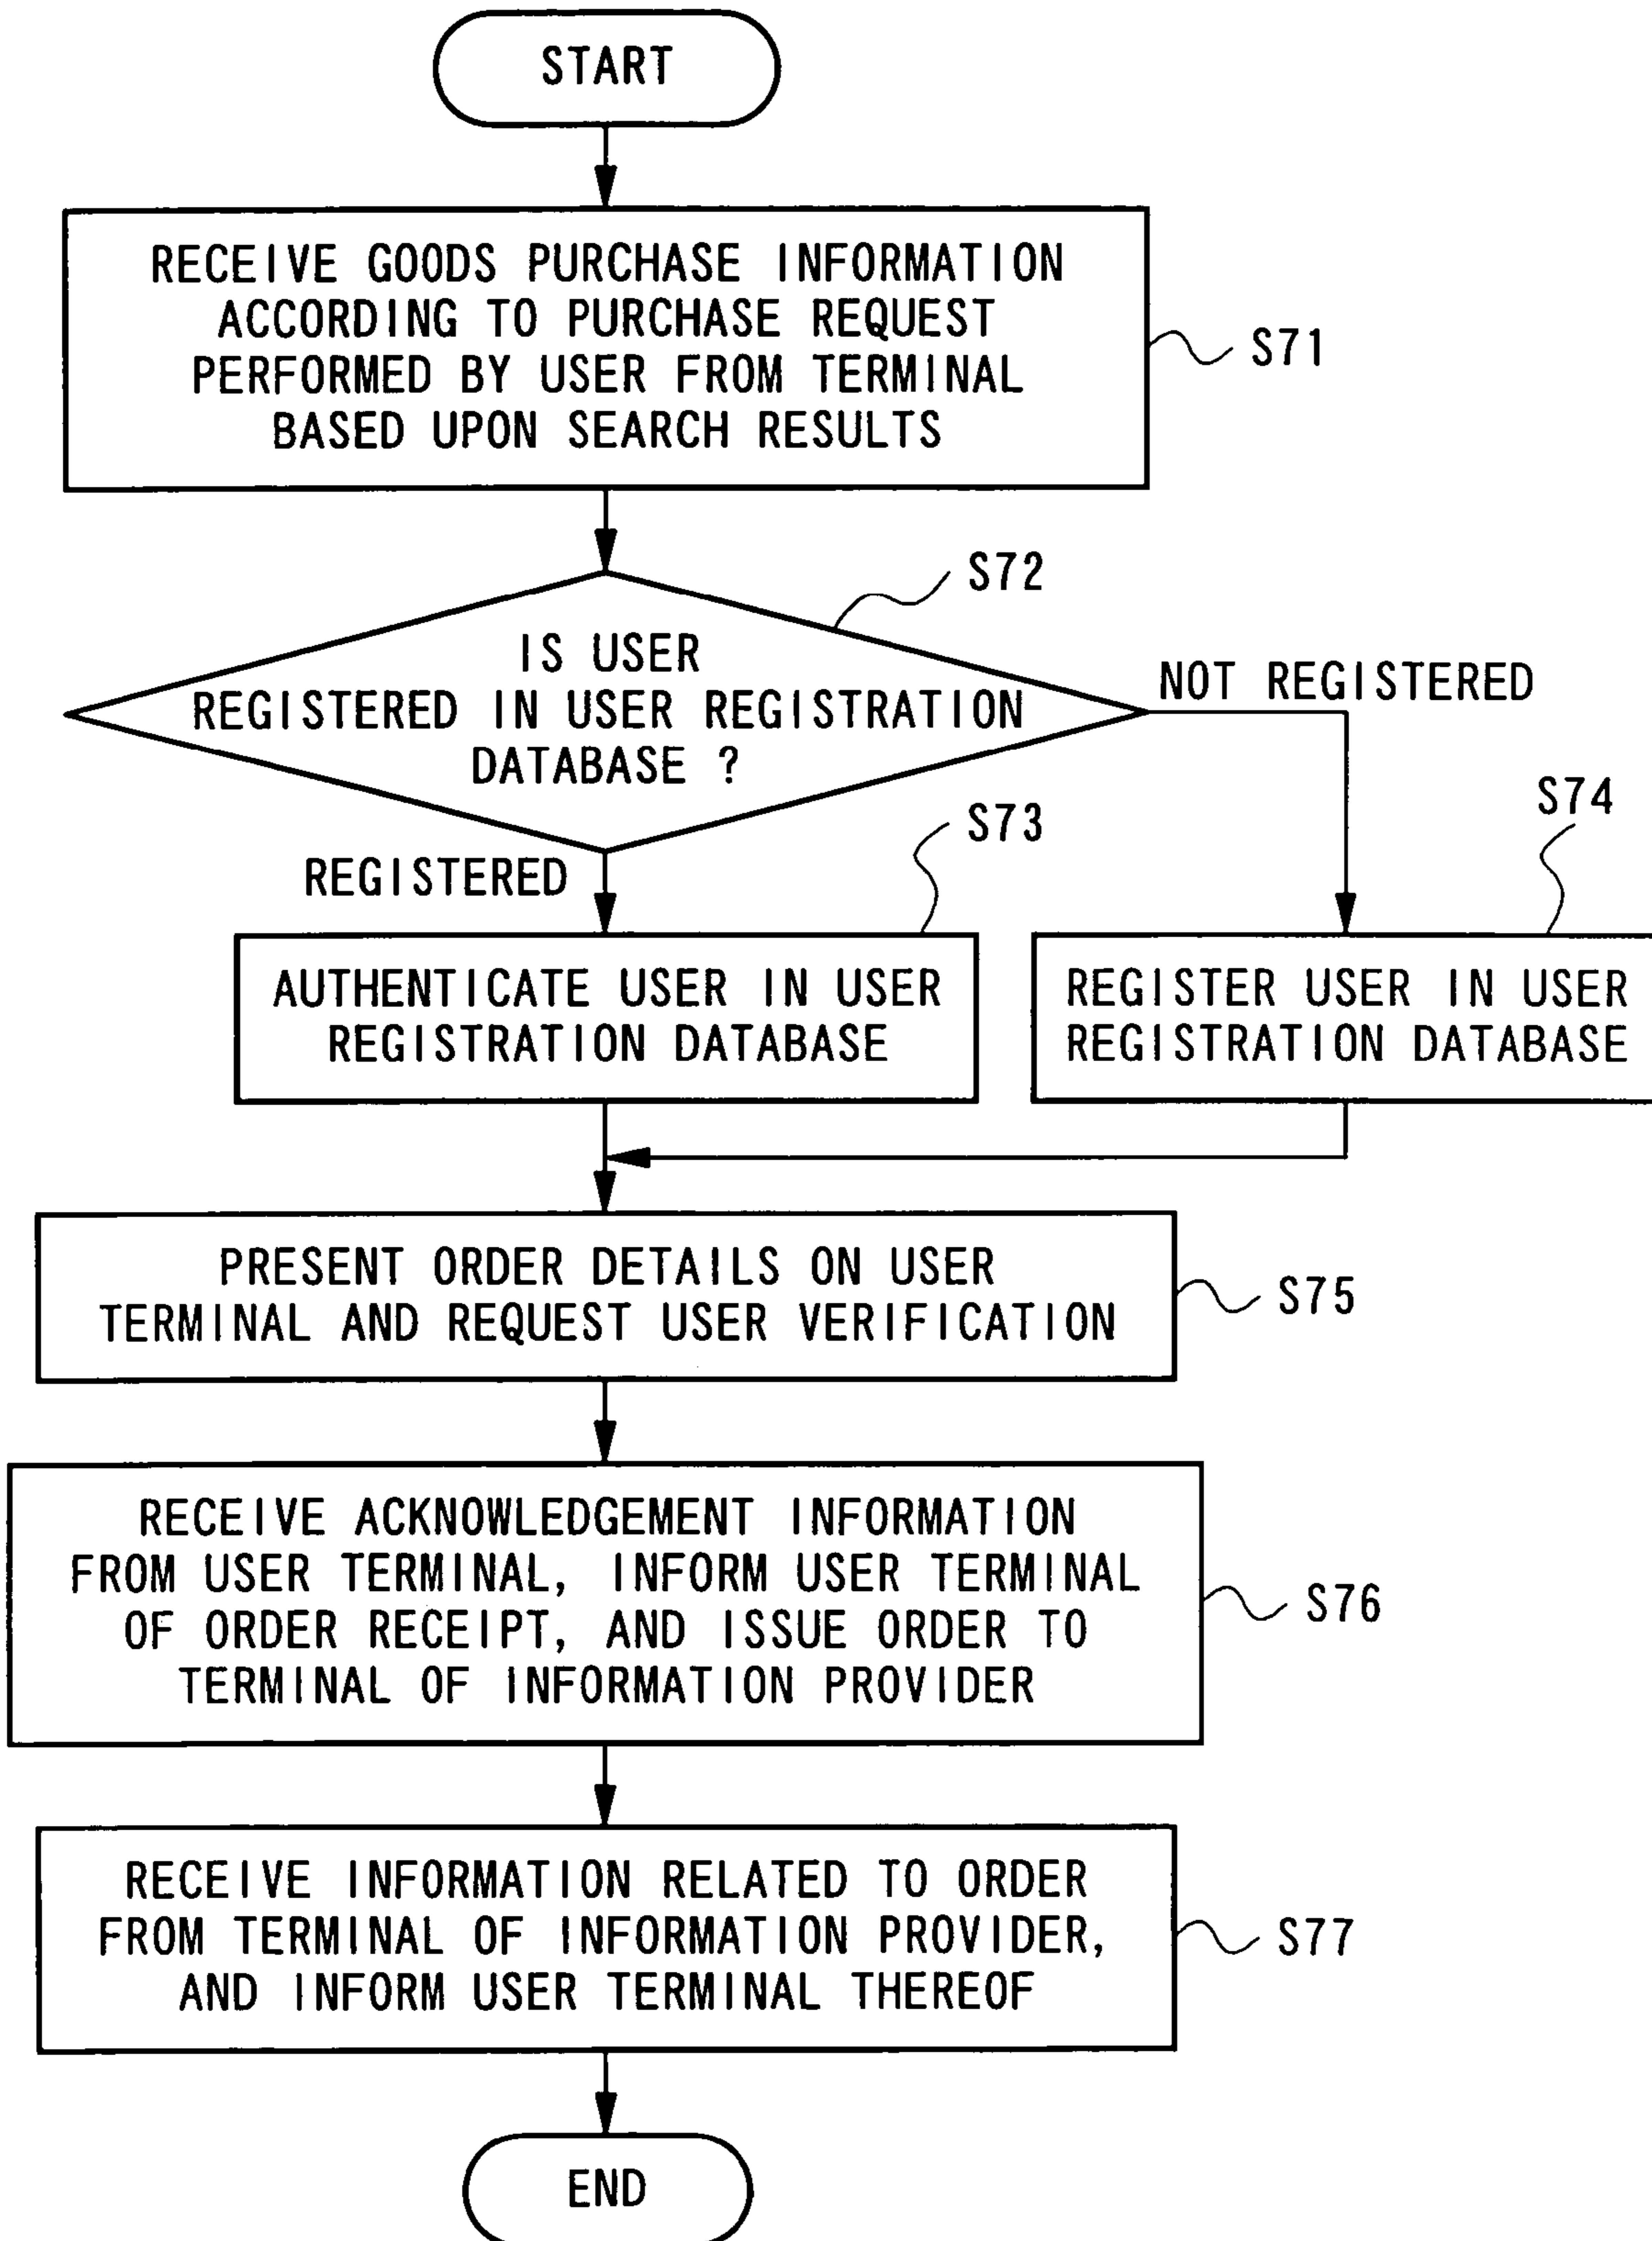 START
RECEIVE GOODS PURCHASE INFORMATION
ACCORDING TO PURCHASE REQUEST
PERFORMED BY USER FROM TERMINAL
BASED UPON SEARCH RESULTS
S71
S72
IS USER
REGISTERED IN USER REGISTRATION
DATABASE ?
NOT REGISTERED
REGISTERED
S73
S74
AUTHENTICATE USER IN USER
REGISTRATION DATABASE
REGISTER USER IN USER
REGISTRATION DATABASE
PRESENT ORDER DETAILS ON USER
TERMINAL AND REQUEST USER VERIFICATION
S75
RECEIVE ACKNOWLEDGEMENT INFORMATION
FROM USER TERMINAL, INFORM USER TERMINAL
OF ORDER RECEIPT, AND ISSUE ORDER TO
TERMINAL OF INFORMATION PROVIDER
S76
RECEIVE INFORMATION RELATED TO ORDER
FROM TERMINAL OF INFORMATION PROVIDER,
AND INFORM USER TERMINAL THEREOF
S77
END